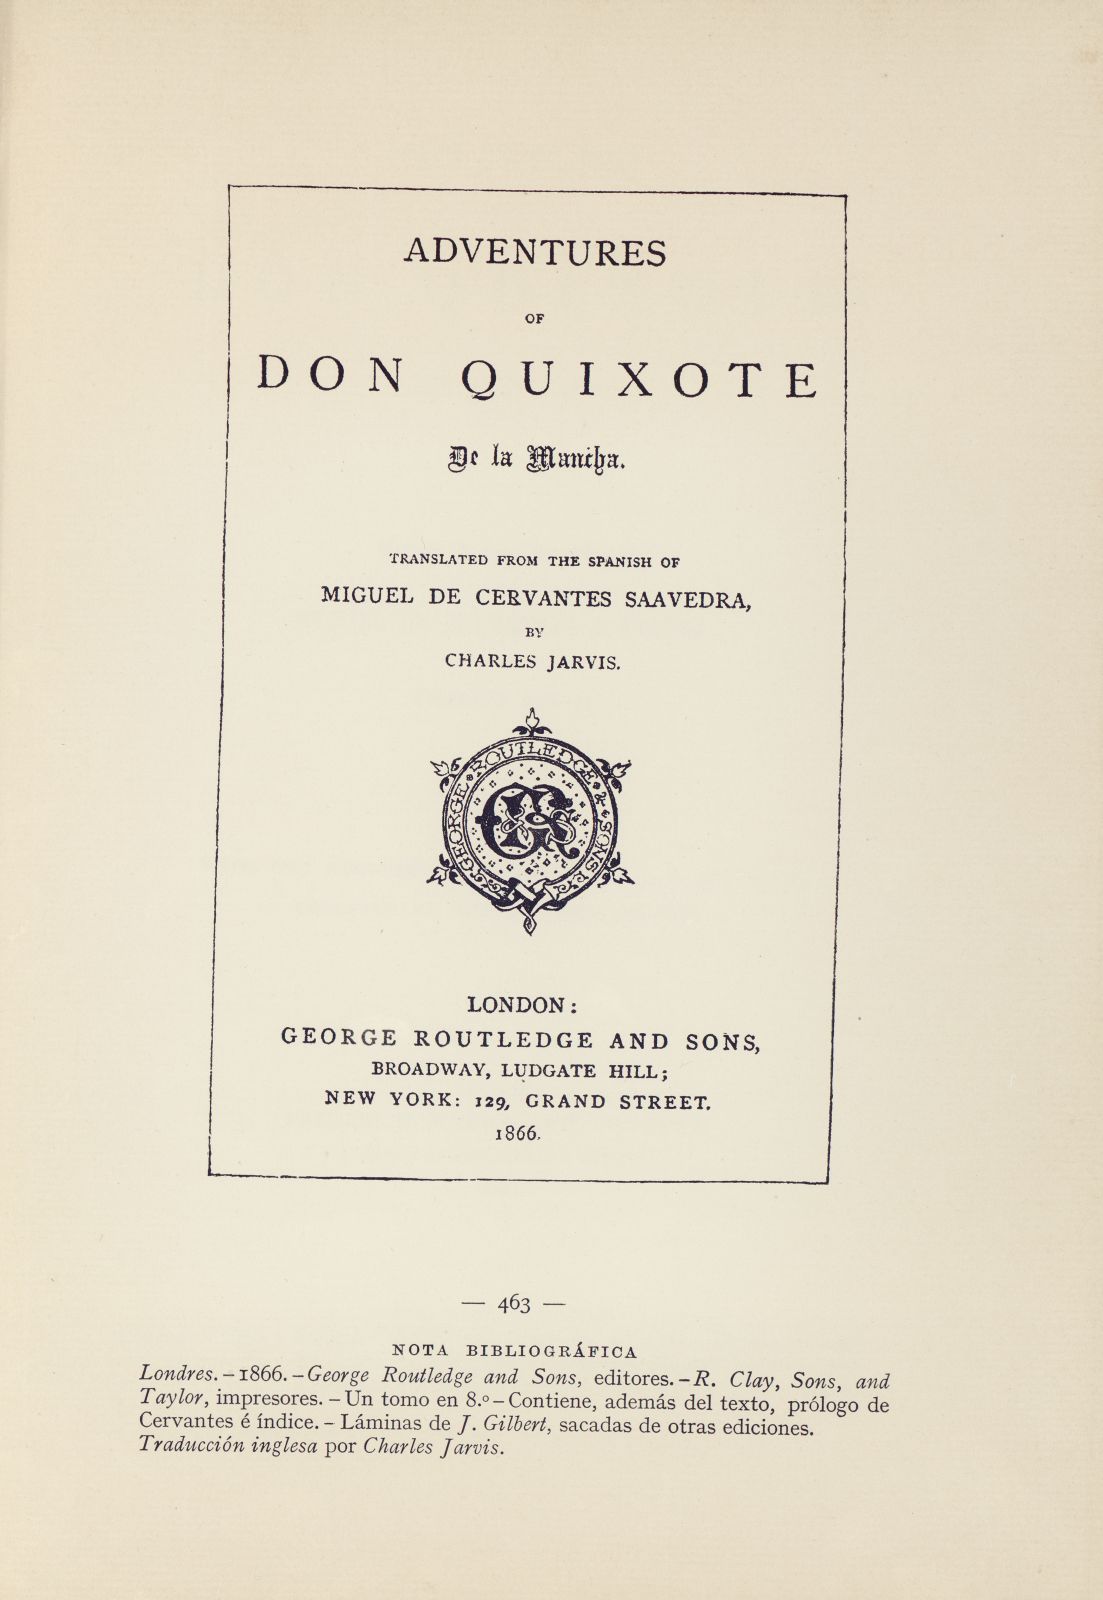 ADVENTURES
OF
DON QUIXOTE
De la Mancha.
TRANSLATED FROM THE SPANISH OF
MIGUEL DE CERVANTES SAAVEDRA,
BY
CHARLES JARVIS.
GEORGE ROUTLEDGE & SONS
LONDON:
GEORGE ROUTLEDGE AND SONS,
BROADWAY, LUDGATE HILL;
NEW YORK: 129, GRAND STREET.
1866.
— 463 —
NOTA BIBLIOGRÁFICA
Londres. – 1866. – George Routledge and Sons, editores. – R. Clay, Sons, and
Taylor, impresores. – Un tomo en 8.º – Contiene, además del texto, prólogo de
Cervantes é índice. – Láminas de J. Gilbert, sacadas de otras ediciones.
Traducción inglesa por Charles Jarvis.